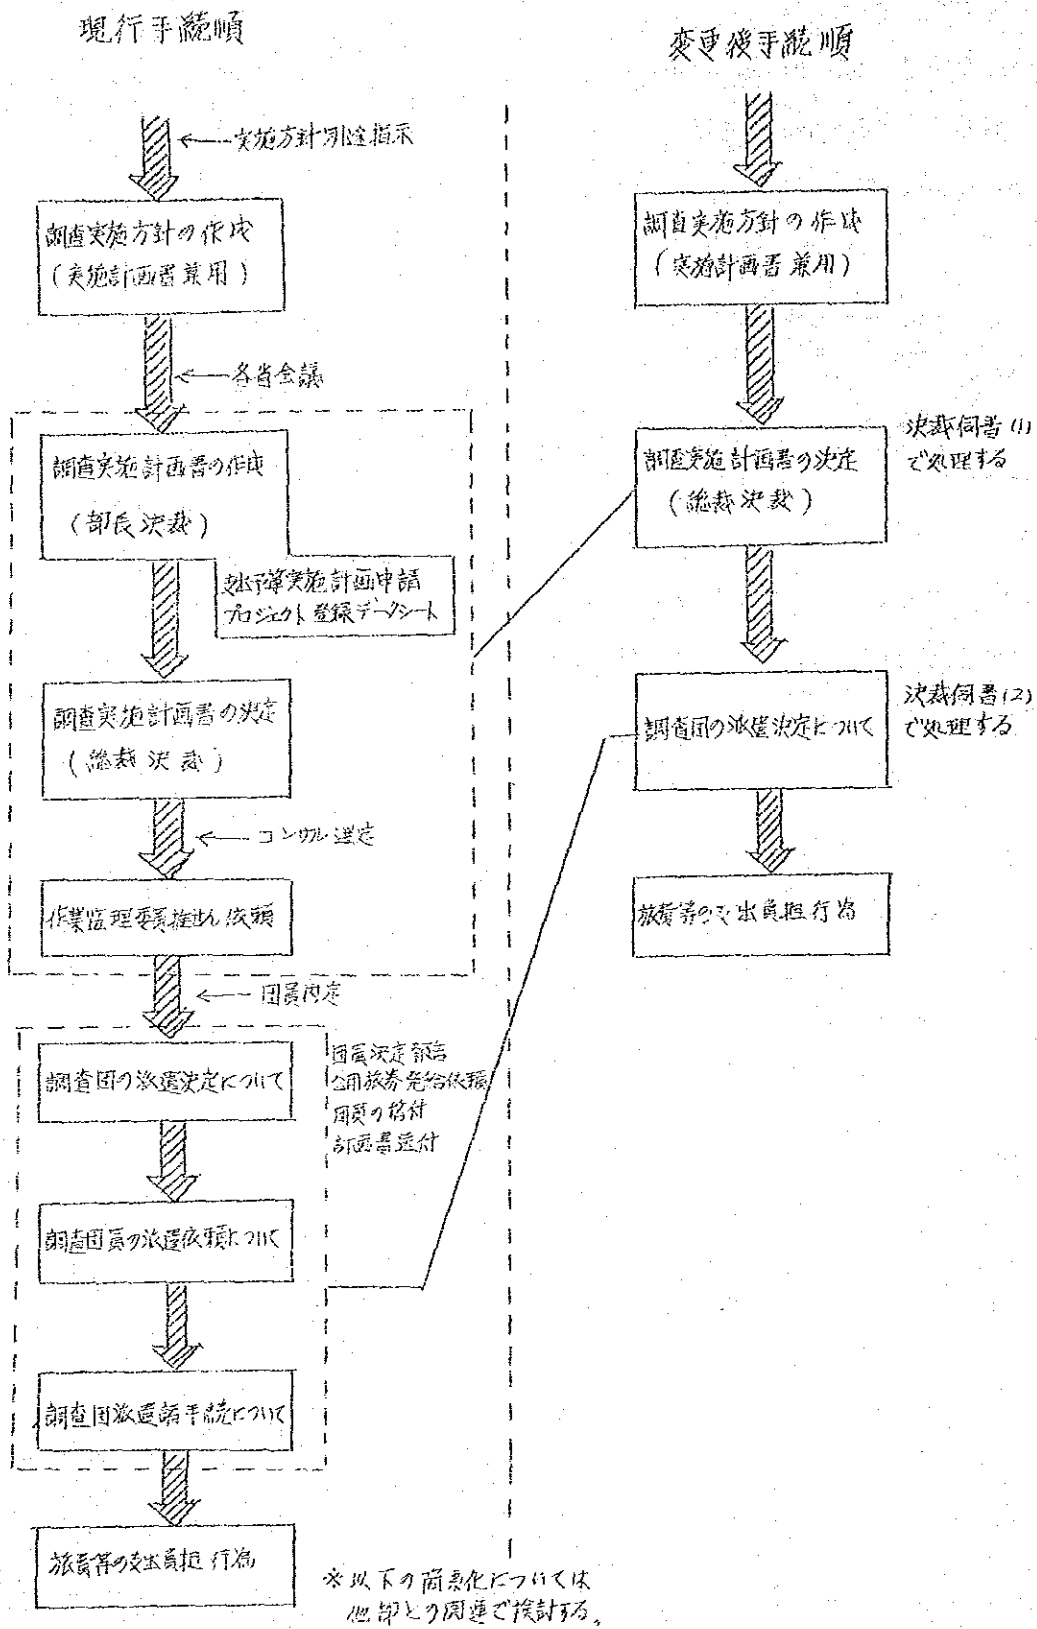 現行手続順
実施方針別途指示
調査実施方針の作成
(実施計画書兼用)
各省会議
調査実施計画書の作成
(部長決裁)
支出予算実施計画申請
プロジェクト登録データシート
調査実施計画書の決定
(総裁決裁)
コンサル選定
作業監理委員推せん依頼
団員内定
調査団の派遣決定について
団員決定報告
公用旅券発給依頼
団員の格付
計画書送付
調査団員の派遣依頼について
調査団派遣諸手続について
旅費等の支出負担行為
変更後手続順
調査実施方針の作成
(実施計画書兼用)
調査実施計画書の決定
(総裁決裁)
決裁伺書(1)
で処理する
調査団の派遣決定について
決裁伺書(2)
で処理する
旅費等の支出負担行為
※以下の簡素化については
他部との関連で検討する。